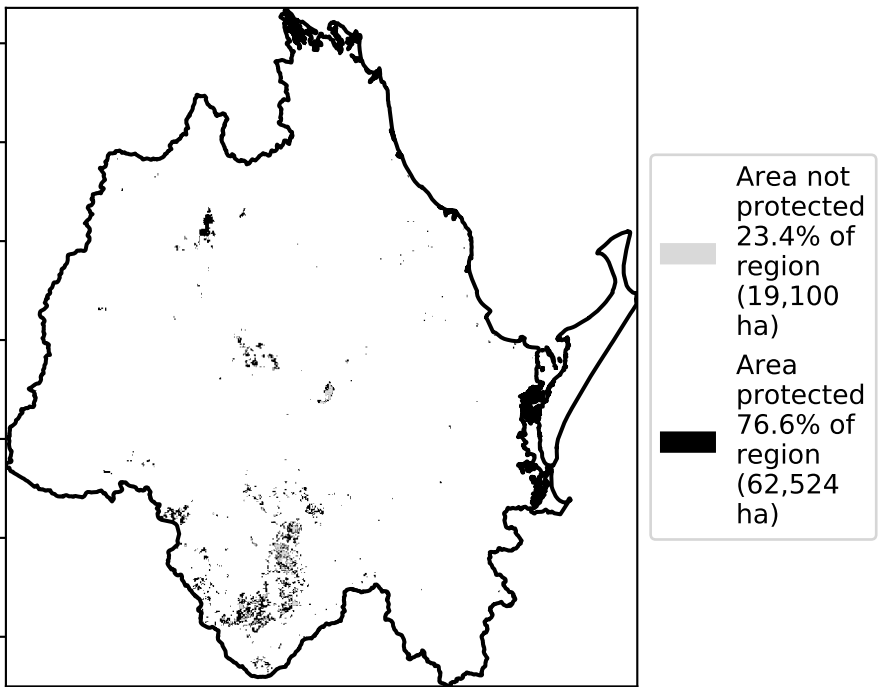 Area not
protected
23.4% of
region
(19,100
ha)
Area
protected
76.6% of
region
(62,524
ha)